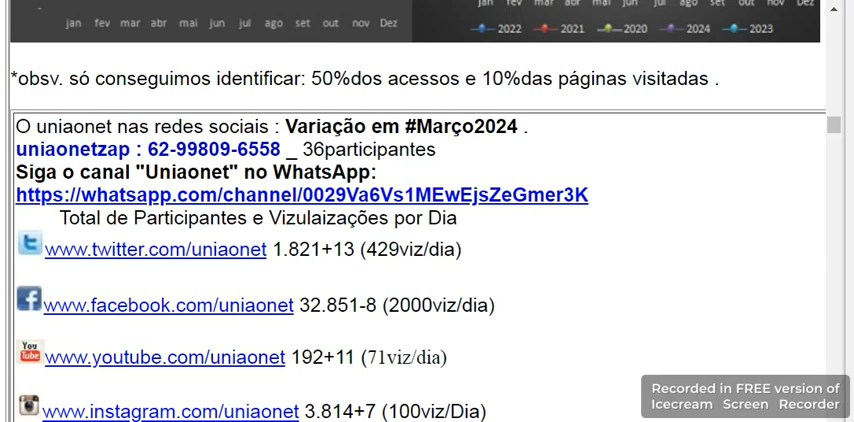 jan fev mar abr mai jun jul ago set out nov Dez
jan fev mar abr mai jun jul ago set out nov Dez
2022 2021 2020 2024 2023
*obsv. só conseguimos identificar: 50%dos acessos e 10%das páginas visitadas .
O uniaonet nas redes sociais : Variação em #Março2024 .
uniaonetzap : 62-99809-6558 _ 36participantes
Siga o canal "Uniaonet" no WhatsApp:
https://whatsapp.com/channel/0029Va6Vs1MEwEjsZeGmer3K
Total de Participantes e Vizulaizações por Dia
www.twitter.com/uniaonet 1.821+13 (429viz/dia)
www.facebook.com/uniaonet 32.851-8 (2000viz/dia)
You
Tube
www.youtube.com/uniaonet 192+11 (71viz/dia)
www.instagram.com/uniaonet 3.814+7 (100viz/Dia)
Recorded in FREE version of
Icecream Screen Recorder